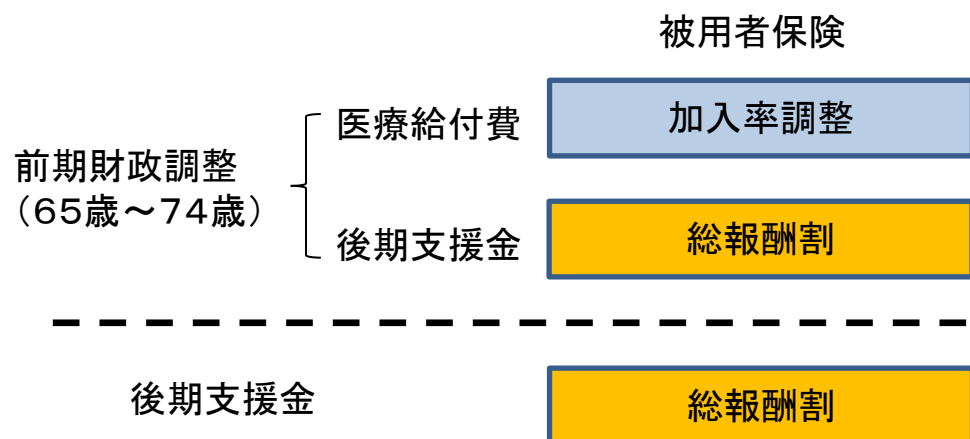 被用者保険
医療給付費
加入率調整
前期財政調整
（65歳～74歳）
後期支援金
総報酬割
後期支援金
総報酬割